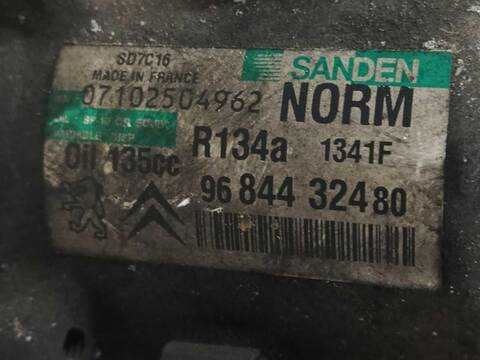 SD7C16
MADE IN FRANCE
SANDEN
07102504962
NORM
Oil 135cc
R134a
1341F
96 844 324 80